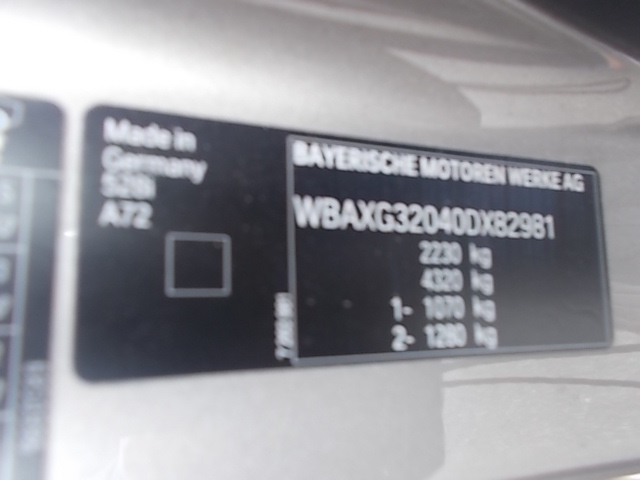 Made in
Germany
528i
A72
BAYERISCHE MOTOREN WERKE AG
WBAXG32040DX82981
2230 kg
4320 kg
1- 1070 kg
2- 1280 kg